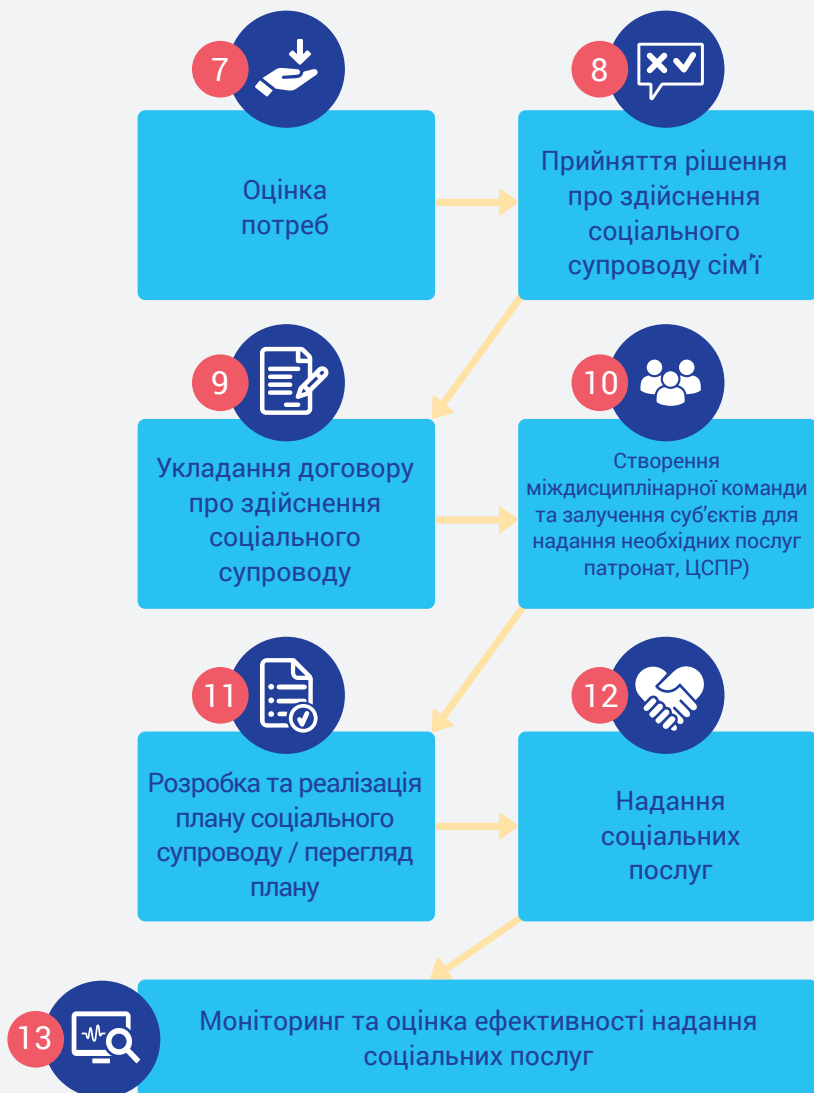 7
Оцінка
потреб
8
Прийняття рішення
про здійснення
соціального
супроводу сім’ї
9
Укладання договору
про здійснення
соціального
супроводу
10
Створення
міждисциплінарної команди
та залучення суб’єктів для
надання необхідних послуг
патронат, ЦСПР)
11
Розробка та реалізація
плану соціального
супроводу / перегляд
плану
12
Надання
соціальних
послуг
13
Моніторинг та оцінка ефективності надання
соціальних послуг